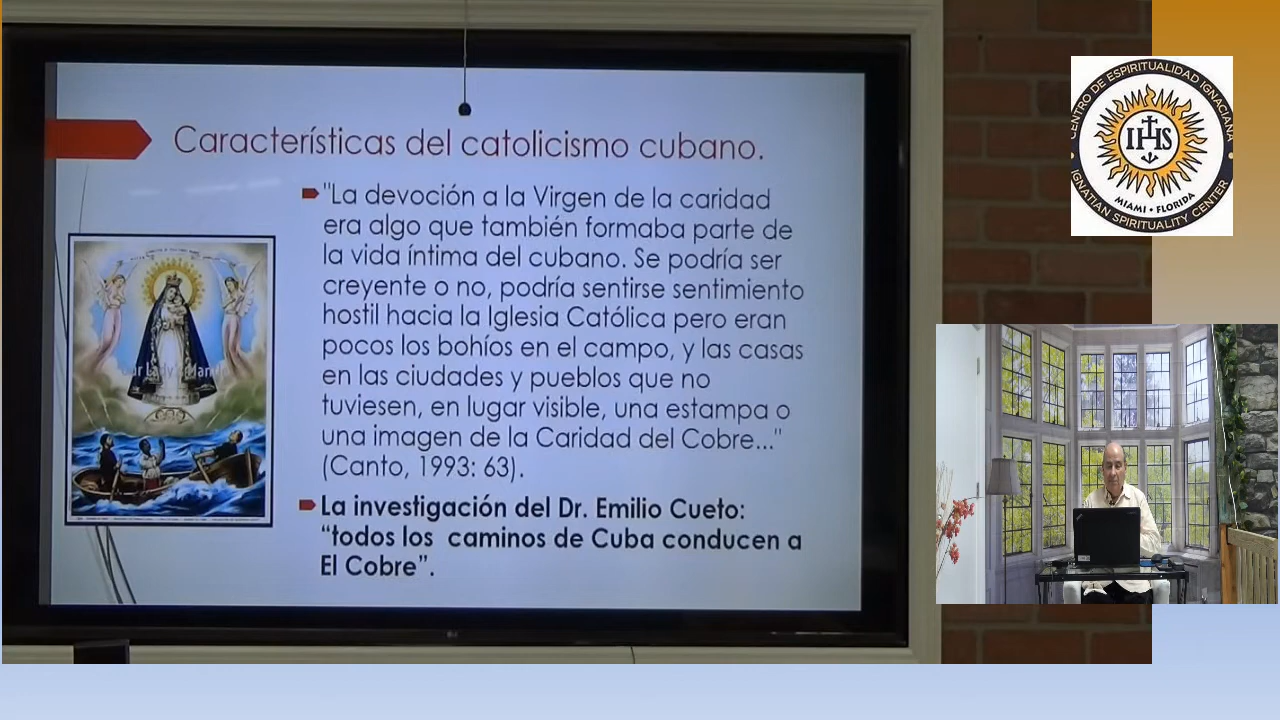 Características del catolicismo cubano.
"La devoción a la Virgen de la caridad
era algo que también formaba parte de
la vida íntima del cubano. Se podría ser
creyente o no, podría sentirse sentimiento
hostil hacia la Iglesia Católica pero eran
pocos los bohíos en el campo, y las casas
en las ciudades y pueblos que no
tuviesen, en lugar visible, una estampa o
una imagen de la Caridad del Cobre..."
(Canto, 1993: 63).
La investigación del Dr. Emilio Cueto:
“todos los caminos de Cuba conducen a
El Cobre”.
CENTRO DE ESPIRITUALIDAD IGNACIANA
IHS
MIAMI • FLORIDA
IGNATIAN SPIRITUALITY CENTER